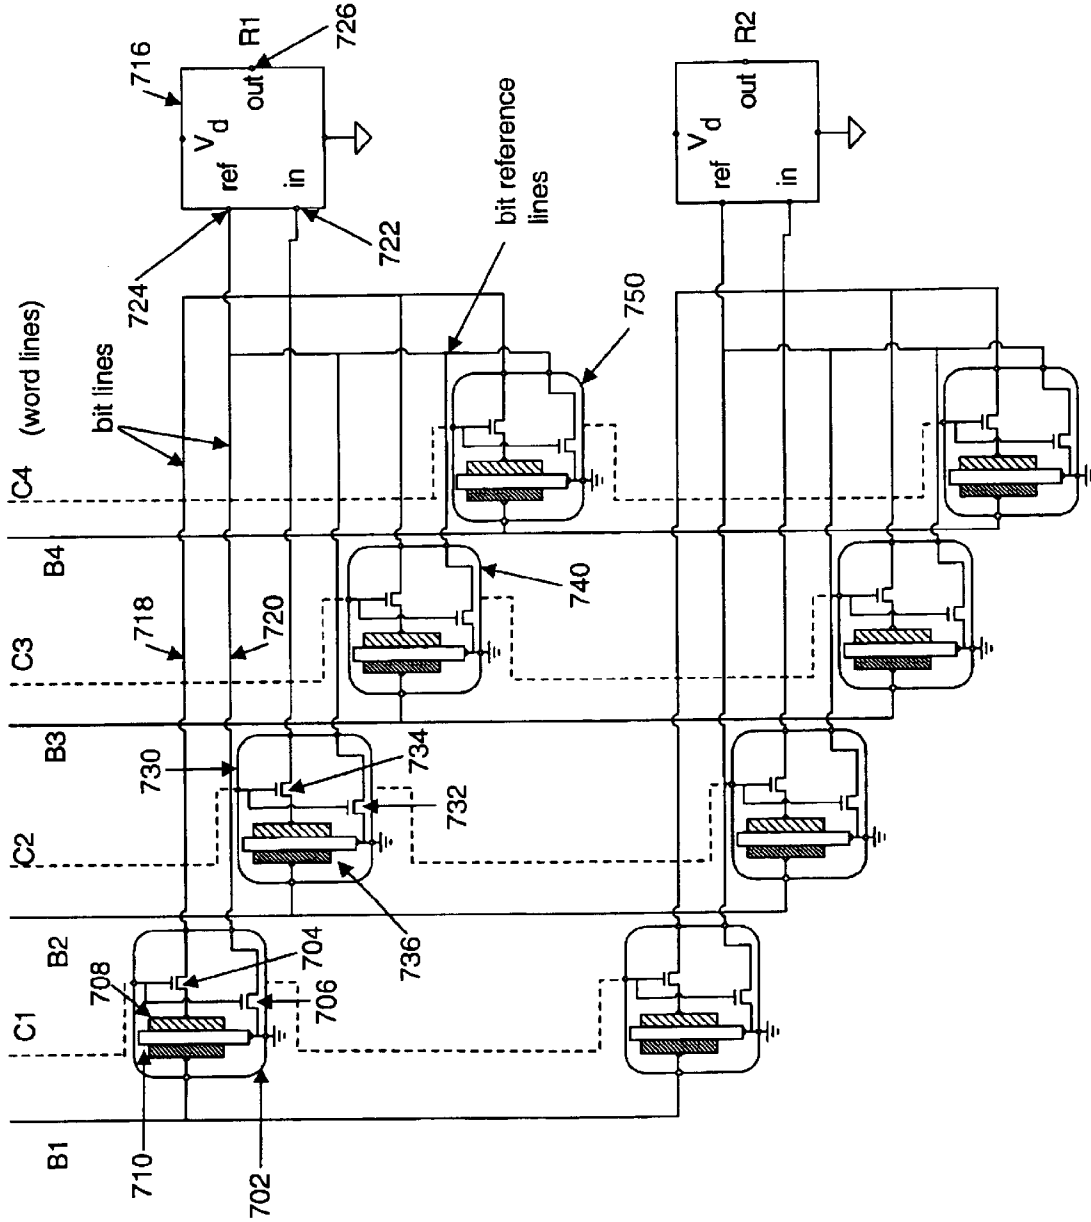 C4
(word lines)
bit lines
724
716
V
d
out
ref
in
R1
726
722
bit reference
lines
B4
718
720
C3
740
750
B3
730
734
732
C2
736
B2
708
704
706
C1
B1
710
702
V
d
out
ref
in
R2